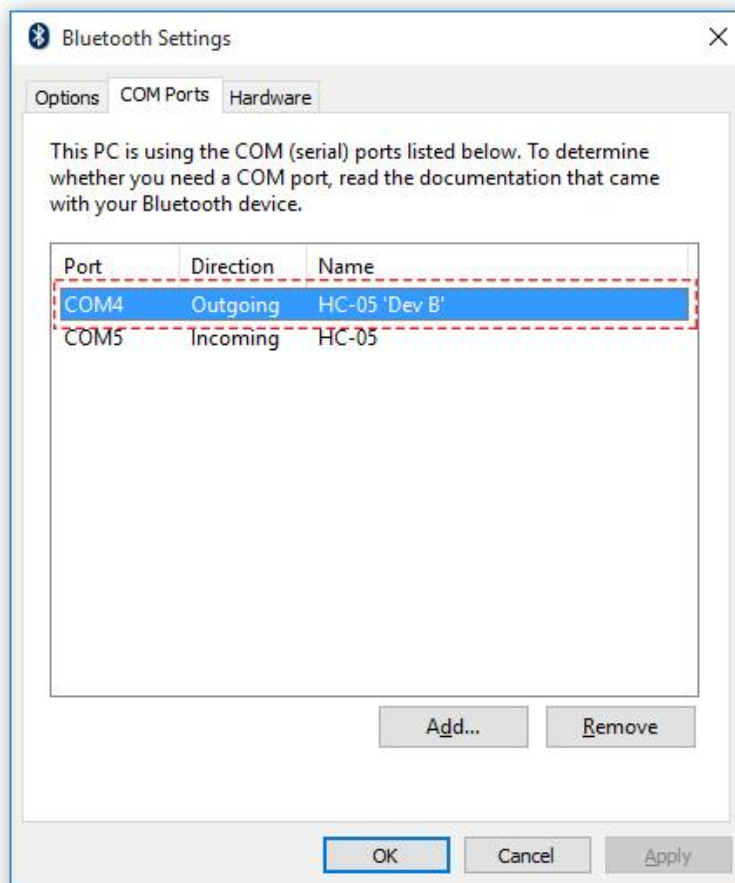 Bluetooth Settings
Options COM Ports Hardware
This PC is using the COM (serial) ports listed below. To determine
whether you need a COM port, read the documentation that came
with your Bluetooth device.
Port Direction Name
COM4 Outgoing HC-05 'Dev B'
COM5 Incoming HC-05
Add... Remove
OK Cancel Apply